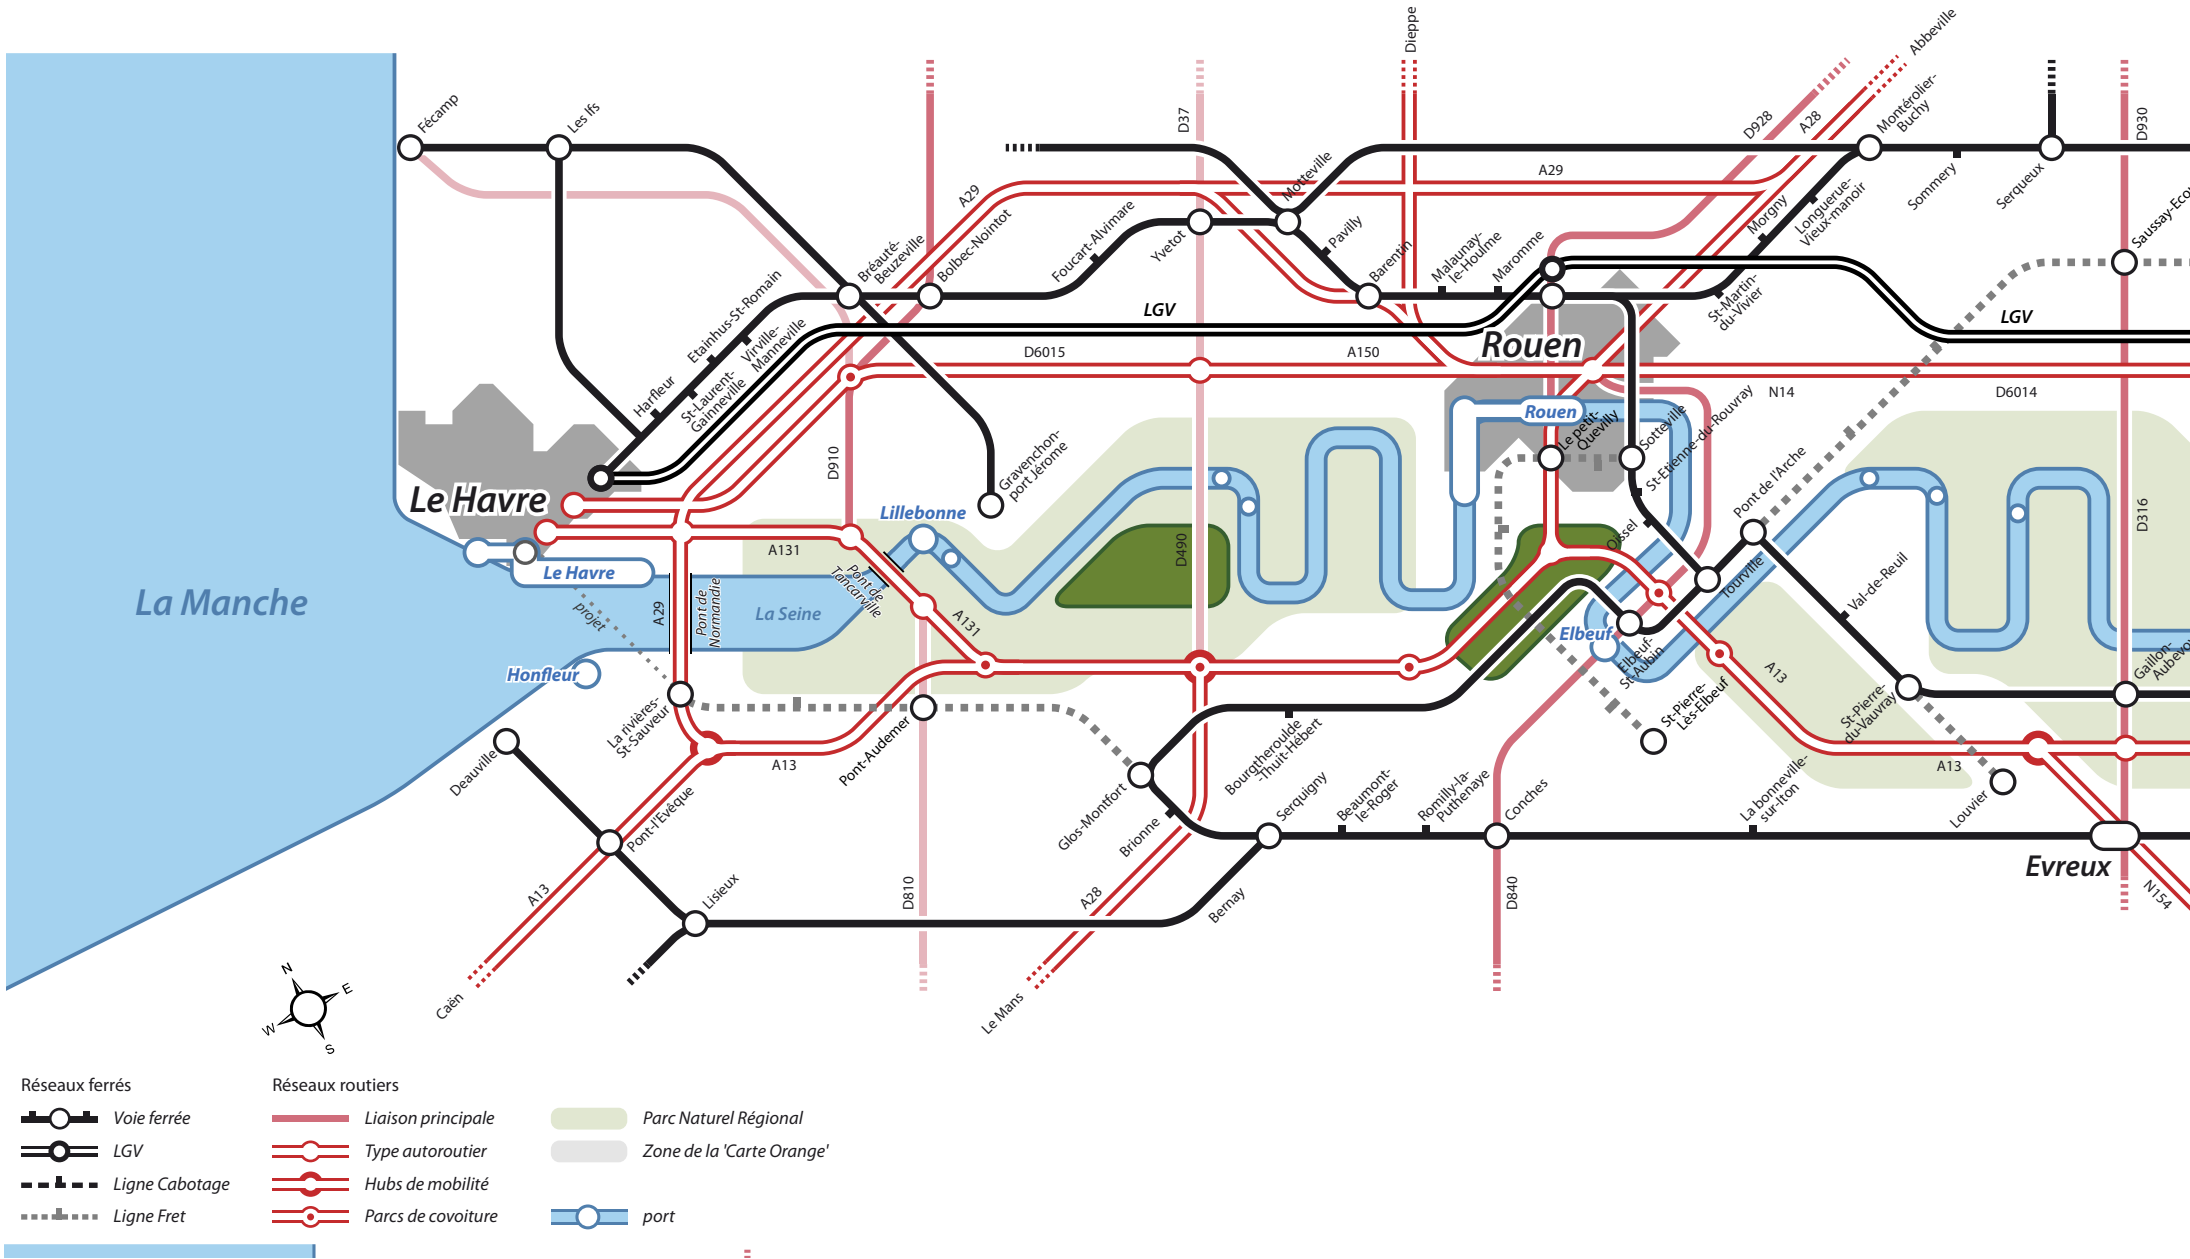 Dieppe
Abbeville
Fécamp
Les Ifs
D37
D928
A28
Montérolier-
Buchy
D930
A29
A29
Motteville
Sommery
Serqueux
Longuerue-
Vieux-manoir
Morgny
Bréauté-
Beuzeville
Bolbec-Nointot
Foucart-Alvimare
Yvetot
Pavilly
Barentin
Malaunay-
le-Houlme
Maromme
St-Martin-
du-Vivier
Etainhus-St-Romain
Virville-
Manneville
LGV
LGV
Rouen
Harfleur
St-Laurent-
Gainneville
D6015
A150
N14
D6014
Rouen
Le petit-
Quevilly
Sotteville
St-Etienne-du-Rouvray
D910
Gravenchon-
port Jérome
Pont de l'Arche
Le Havre
Lillebonne
D316
A131
D490
Oissel
Le Havre
Pont de
Tancarville
Tourville
Val-de-Reuil
La Manche
projet
A29
Pont de
Normandie
La Seine
A131
Elbeuf
Elbeuf-
St-Aubin
Honfleur
A13
St-Pierre-
Lès-Elbeuf
St-Pierre-
du-Vauvray
La rivières-
St-Sauveur
Pont-Audemer
Bourgtheroulde
-Thuit-Hébert
Deauville
A13
A13
Glos-Montfort
Brionne
Serquigny
Beaumont-
le-Roger
Romilly-la-
Puthenaye
Conches
La bonneville-
sur-Iton
Louvier
Pont-l'Evêque
Evreux
Lisieux
A13
D810
A28
Bernay
D840
N154
Caën
Le Mans
N
E
W
S
Réseaux ferrés
Voie ferrée
LGV
Ligne Cabotage
Ligne Fret
Réseaux routiers
Liaison principale
Type autoroutier
Hubs de mobilité
Parcs de covoiture
Parc Naturel Régional
Zone de la 'Carte Orange'
port